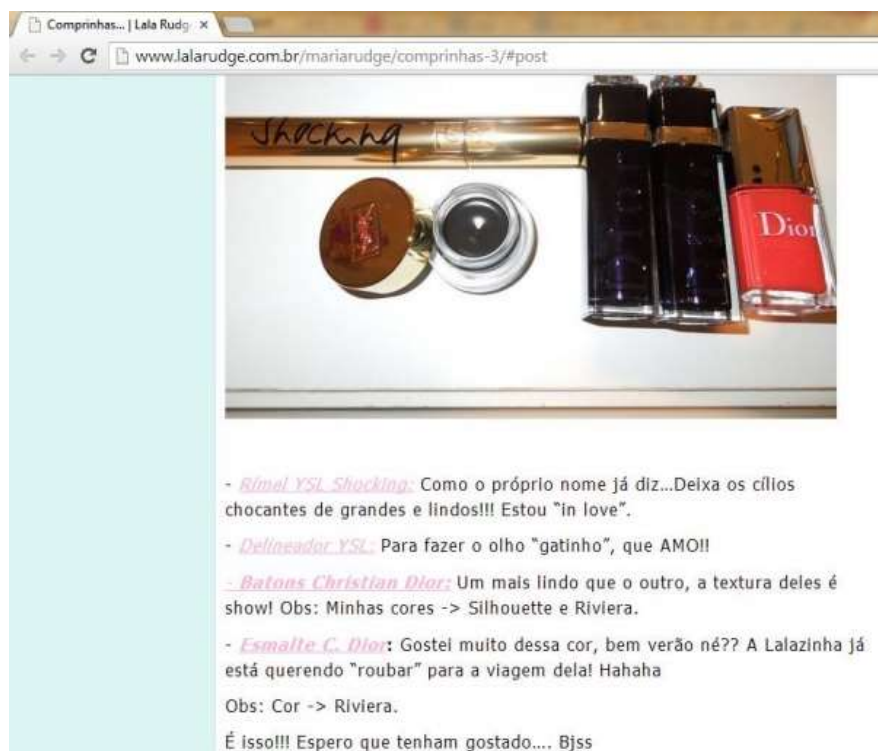 Comprinhas... | Lala Rudg
www.lalarudge.com.br/mariarudge/comprinhas-3/#post
Shocking
Dior
- Rímel YSL Shocking: Como o próprio nome já diz...Deixa os cílios
chocantes de grandes e lindos!!! Estou "in love".
- Delineador YSL: Para fazer o olho "gatinho", que AMO!!
- Batons Christian Dior: Um mais lindo que o outro, a textura deles é
show! Obs: Minhas cores -> Silhouette e Riviera.
- Esmalte C. Dior: Gostei muito dessa cor, bem verão né?? A Lalazinha já
está querendo "roubar" para a viagem dela! Hahaha
Obs: Cor -> Riviera.
É isso!!! Espero que tenham gostado.... Bjss